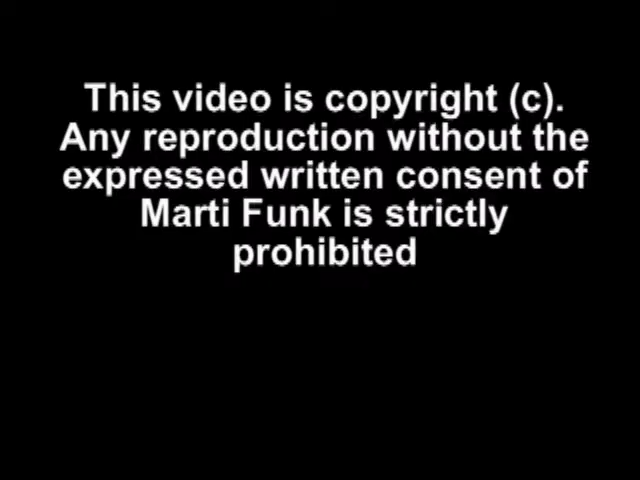 This video is copyright (c).
Any reproduction without the
expressed written consent of
Marti Funk is strictly
prohibited